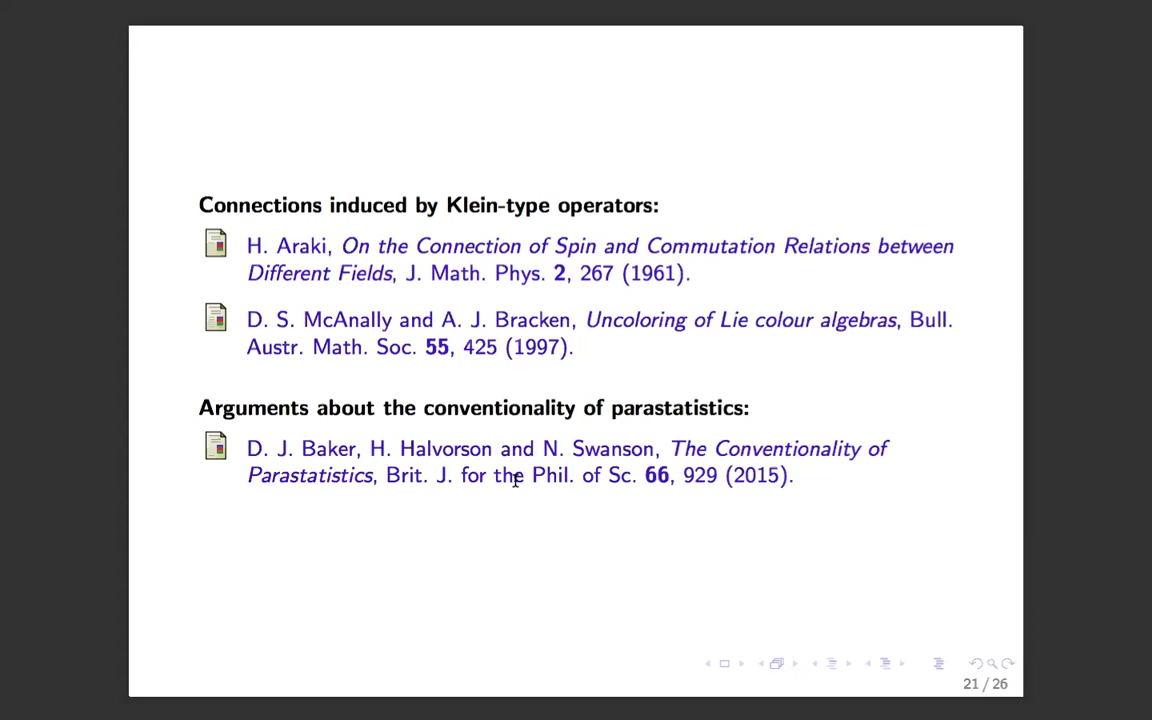 Connections induced by Klein-type operators:
H. Araki, On the Connection of Spin and Commutation Relations between
Different Fields, J. Math. Phys. 2, 267 (1961).
D. S. McAnally and A. J. Bracken, Uncoloring of Lie colour algebras, Bull.
Austr. Math. Soc. 55, 425 (1997).
Arguments about the conventionality of parastatistics:
D. J. Baker, H. Halvorson and N. Swanson, The Conventionality of
Parastatistics, Brit. J. for the Phil. of Sc. 66, 929 (2015).
21 / 26